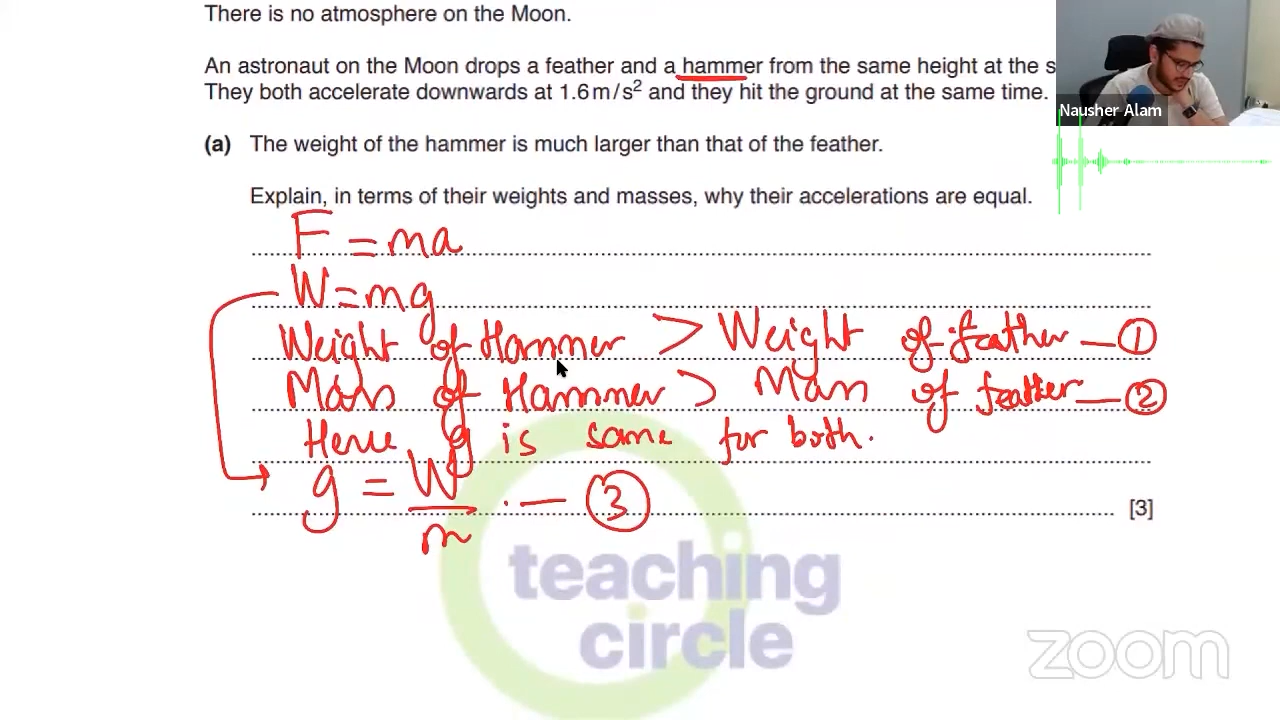 There is no atmosphere on the Moon.
An astronaut on the Moon drops a feather and a hammer from the same height at the s
They both accelerate downwards at 1.6 m/s² and they hit the ground at the same time.
Nausher Alam
(a) The weight of the hammer is much larger than that of the feather.
Explain, in terms of their weights and masses, why their accelerations are equal.
F = ma
W = mg
Weight of Hammer > Weight of feather — ①
Mass of Hammer > Mass of feather — ②
Here g is same for both.
g = W/m — ③
[3]
teaching
circle
zoom